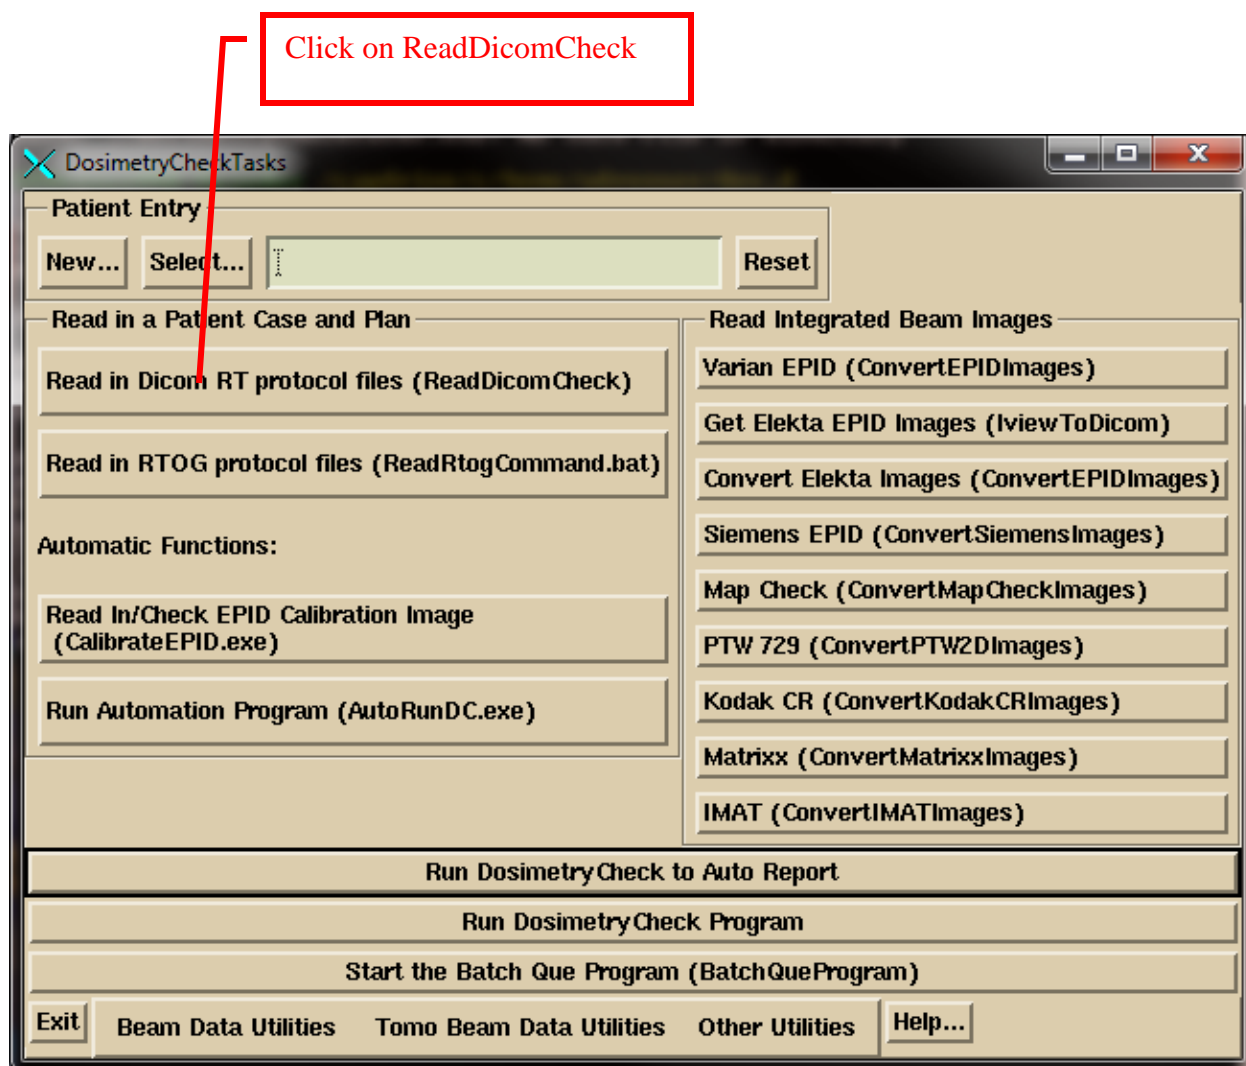 Click on ReadDicomCheck
DosimetryCheckTasks
Patient Entry
New... Select... Reset
Read in a Patient Case and Plan
Read in Dicom RT protocol files (ReadDicomCheck)
Read in RTOG protocol files (ReadRtogCommand.bat)
Automatic Functions:
Read In/Check EPID Calibration Image
(CalibrateEPID.exe)
Run Automation Program (AutoRunDC.exe)
Read Integrated Beam Images
Varian EPID (ConvertEPIDImages)
Get Elekta EPID Images (IviewToDicom)
Convert Elekta Images (ConvertEPIDImages)
Siemens EPID (ConvertSiemensImages)
Map Check (ConvertMapCheckImages)
PTW 729 (ConvertPTW2DImages)
Kodak CR (ConvertKodakCRImages)
Matrixx (ConvertMatrixxImages)
IMAT (ConvertIMATImages)
Run DosimetryCheck to Auto Report
Run DosimetryCheck Program
Start the Batch Que Program (BatchQueProgram)
Exit Beam Data Utilities Tomo Beam Data Utilities Other Utilities Help...